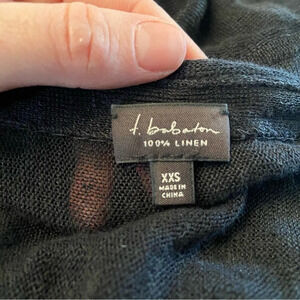 t. babaton
100% LINEN
XXS
MADE IN
CHINA